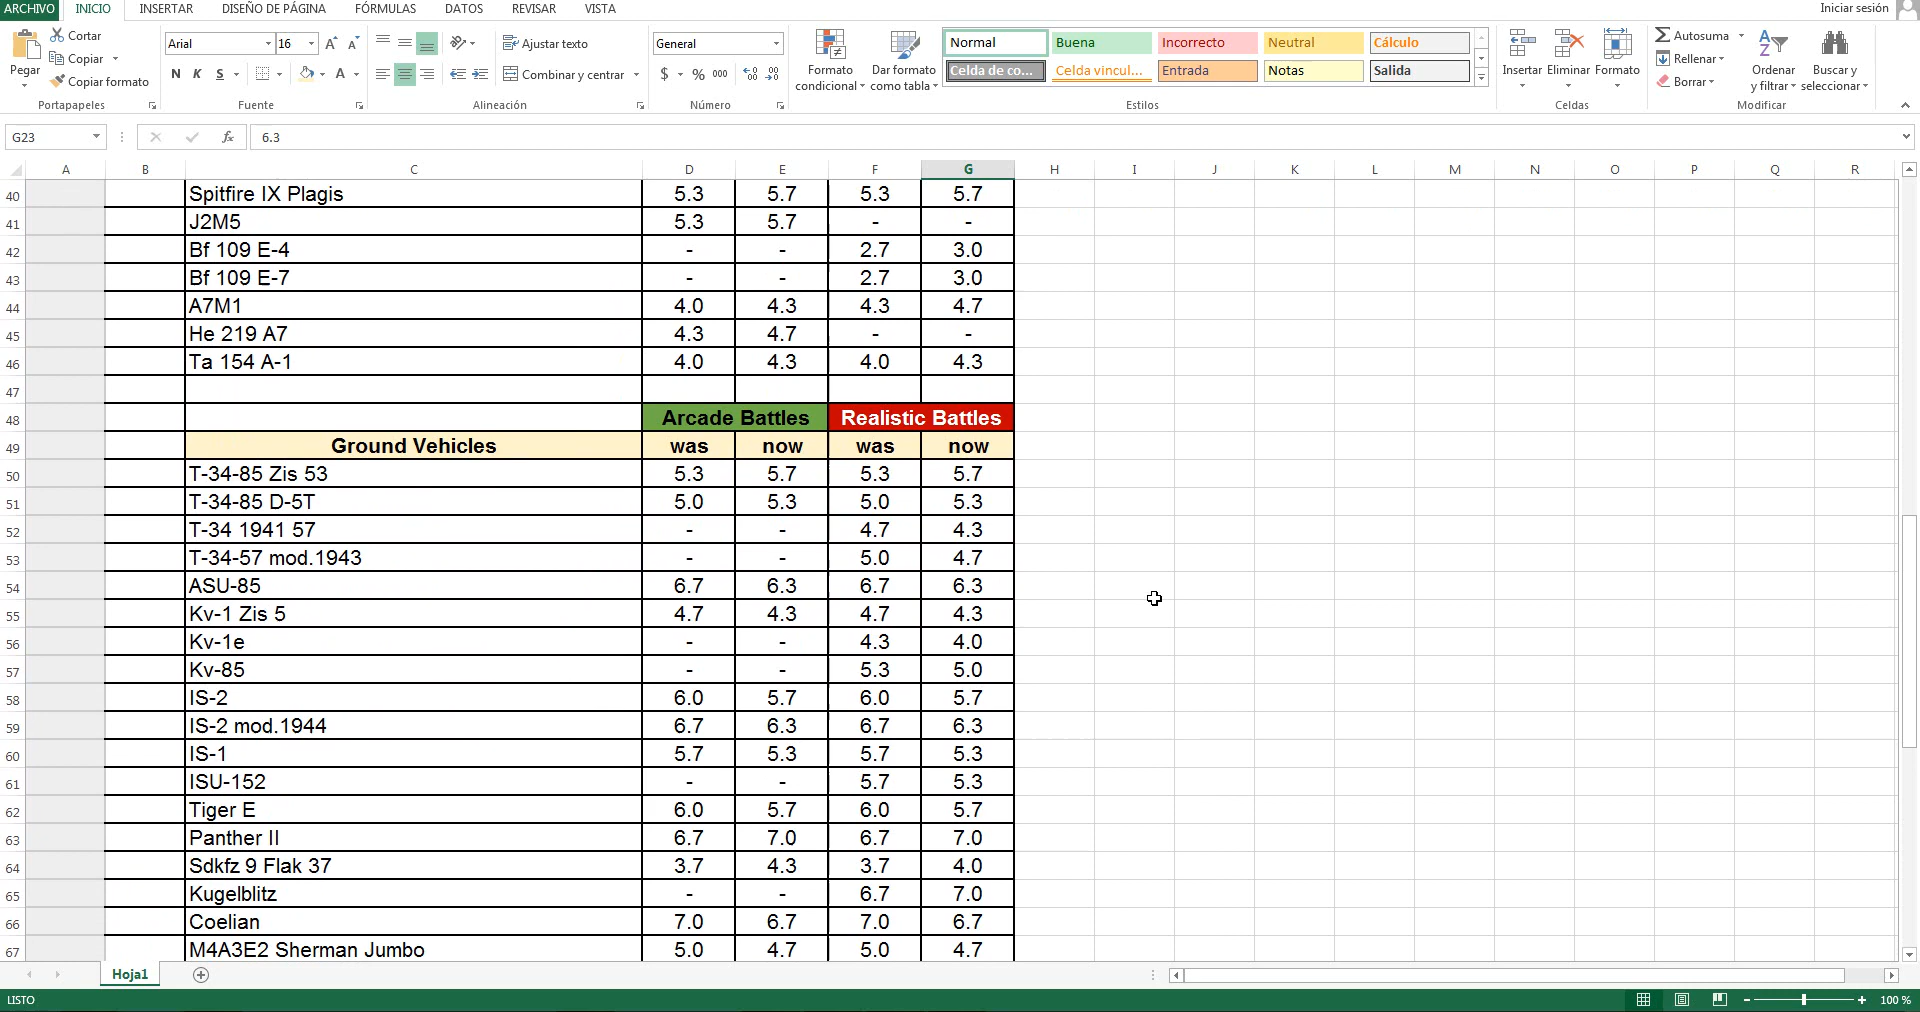 ARCHIVO INICIO INSERTAR DISEÑO DE PÁGINA FÓRMULAS DATOS REVISAR VISTA Iniciar sesión
Pegar
Cortar
Copiar
Copiar formato
Portapapeles
Arial 16
N K S
Fuente
Ajustar texto
Combinar y centrar
Alineación
General
$ % 000
Número
Formato condicional
Dar formato como tabla
Normal Buena Incorrecto Neutral Cálculo
Celda de co... Celda vincul... Entrada Notas Salida
Estilos
Insertar Eliminar Formato
Celdas
Autosuma
Rellenar
Borrar
Ordenar y filtrar
Buscar y seleccionar
Modificar
G23 fx 6.3
A B C D E F G H I J K L M N O P Q R
40 Spitfire IX Plagis 5.3 5.7 5.3 5.7
41 J2M5 5.3 5.7 - -
42 Bf 109 E-4 - - 2.7 3.0
43 Bf 109 E-7 - - 2.7 3.0
44 A7M1 4.0 4.3 4.3 4.7
45 He 219 A7 4.3 4.7 - -
46 Ta 154 A-1 4.0 4.3 4.0 4.3
47
48 Arcade Battles Realistic Battles
49 Ground Vehicles was now was now
50 T-34-85 Zis 53 5.3 5.7 5.3 5.7
51 T-34-85 D-5T 5.0 5.3 5.0 5.3
52 T-34 1941 57 - - 4.7 4.3
53 T-34-57 mod.1943 - - 5.0 4.7
54 ASU-85 6.7 6.3 6.7 6.3
55 Kv-1 Zis 5 4.7 4.3 4.7 4.3
56 Kv-1e - - 4.3 4.0
57 Kv-85 - - 5.3 5.0
58 IS-2 6.0 5.7 6.0 5.7
59 IS-2 mod.1944 6.7 6.3 6.7 6.3
60 IS-1 5.7 5.3 5.7 5.3
61 ISU-152 - - 5.7 5.3
62 Tiger E 6.0 5.7 6.0 5.7
63 Panther II 6.7 7.0 6.7 7.0
64 Sdkfz 9 Flak 37 3.7 4.3 3.7 4.0
65 Kugelblitz - - 6.7 7.0
66 Coelian 7.0 6.7 7.0 6.7
67 M4A3E2 Sherman Jumbo 5.0 4.7 5.0 4.7
Hoja1
LISTO 100 %